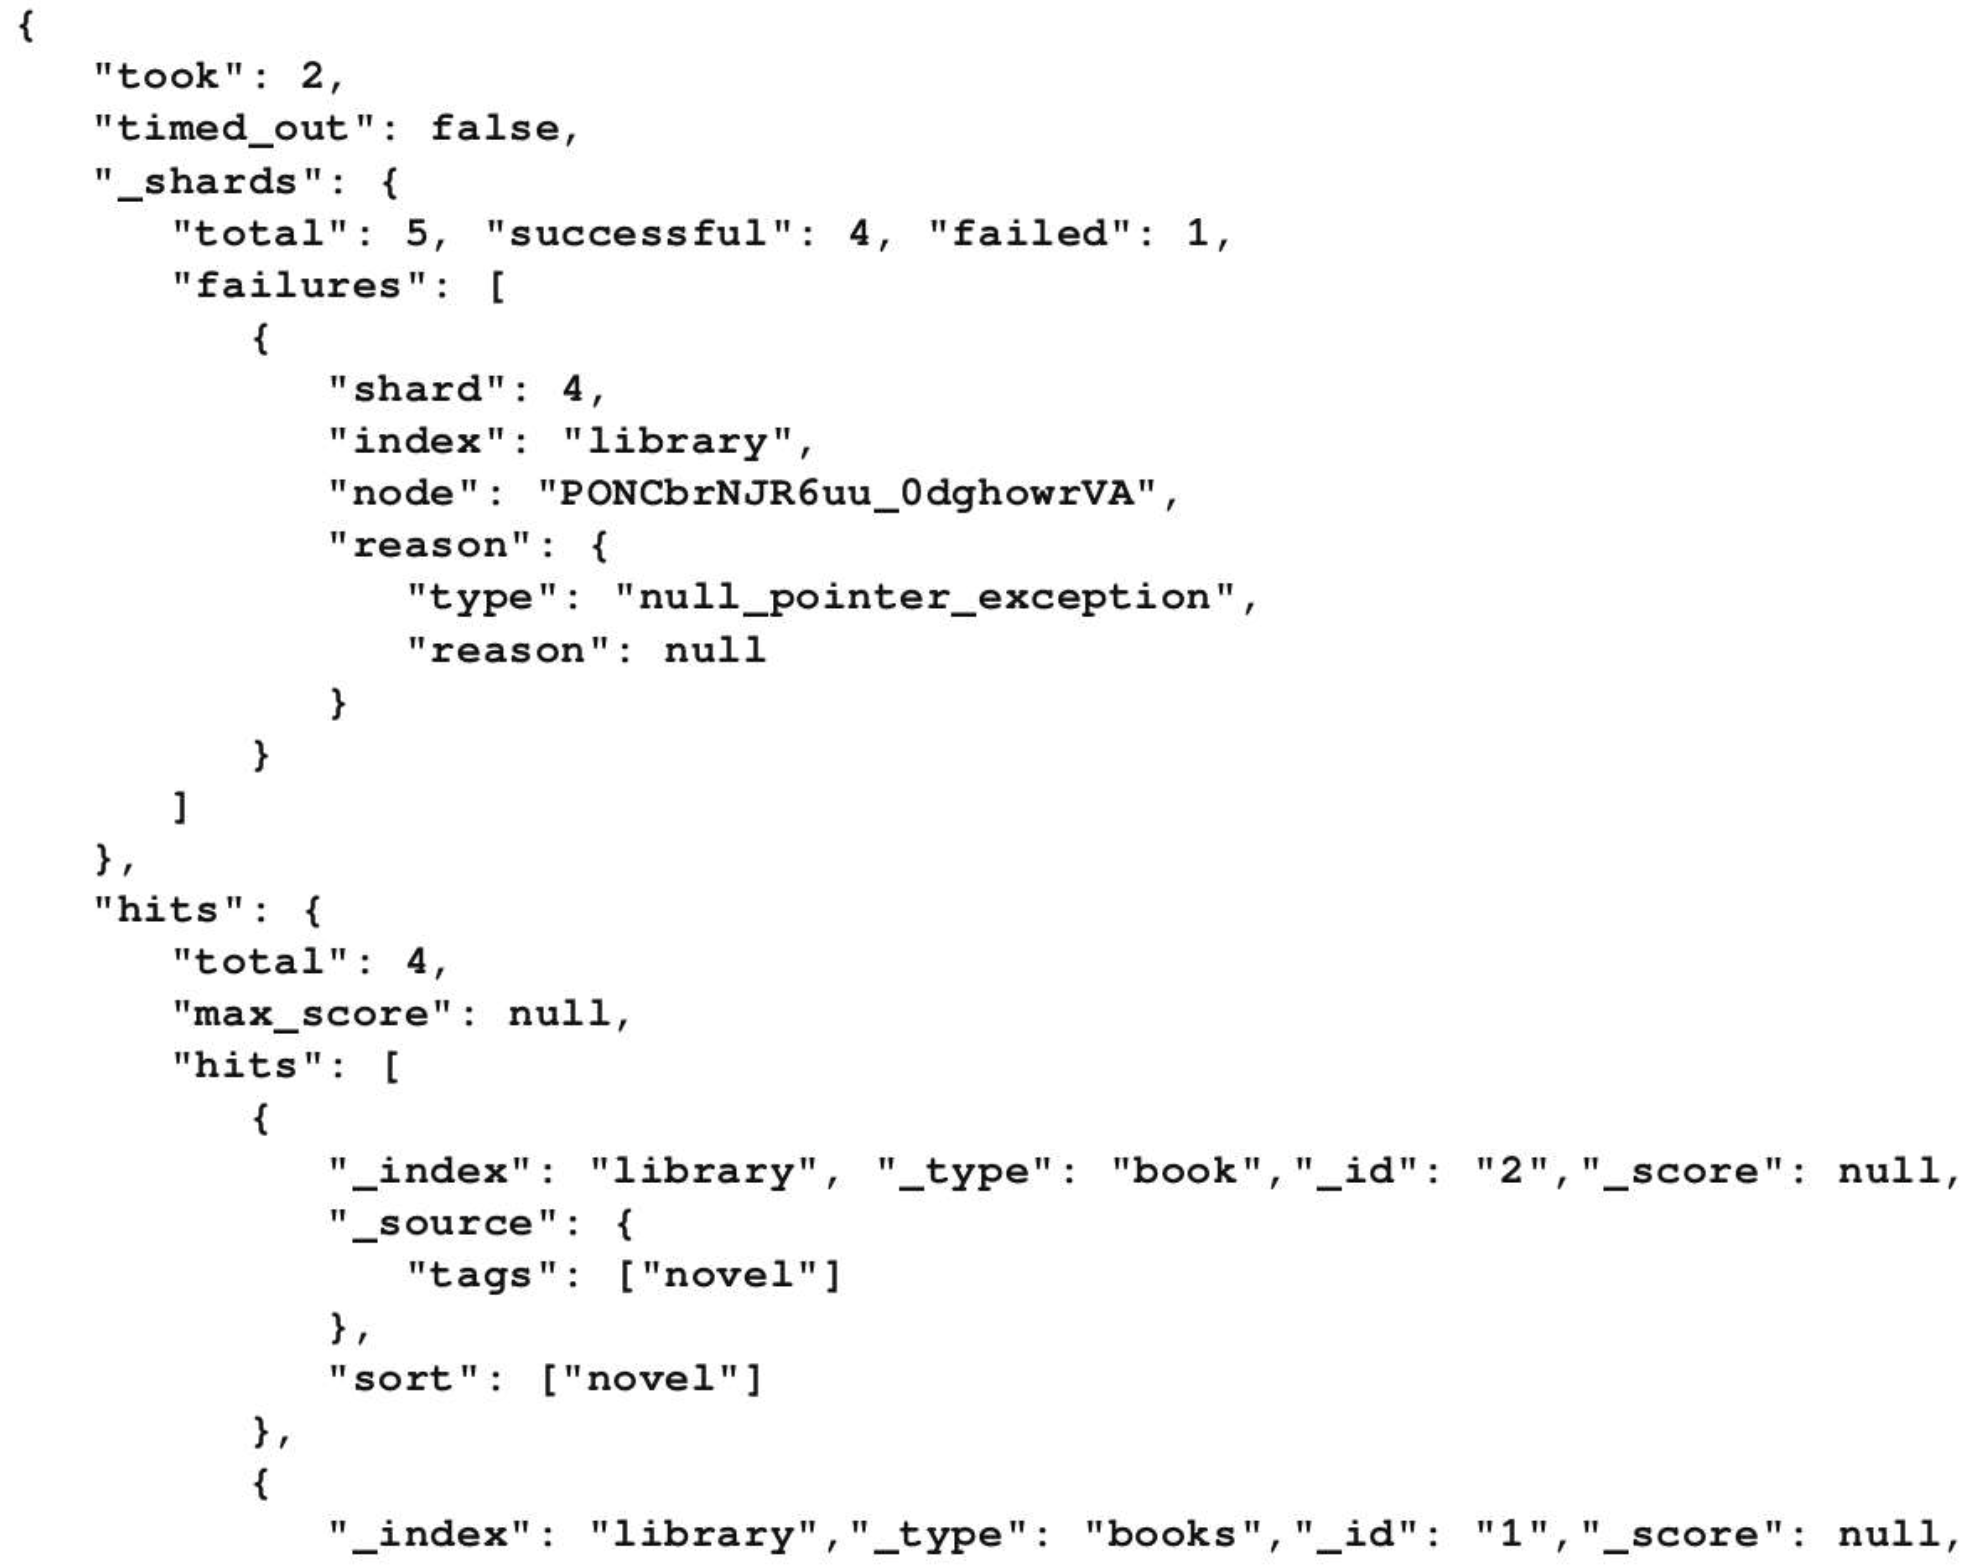 {
"took": 2,
"timed_out": false,
"_shards": {
"total": 5, "successful": 4, "failed": 1,
"failures": [
{
"shard": 4,
"index": "library",
"node": "PONCbrNJR6uu_0dghowrVA",
"reason": {
"type": "null_pointer_exception",
"reason": null
}
}
]
},
"hits": {
"total": 4,
"max_score": null,
"hits": [
{
"_index": "library", "_type": "book","_id": "2","_score": null,
"_source": {
"tags": ["novel"]
},
"sort": ["novel"]
},
{
"_index": "library","_type": "books","_id": "1","_score": null,